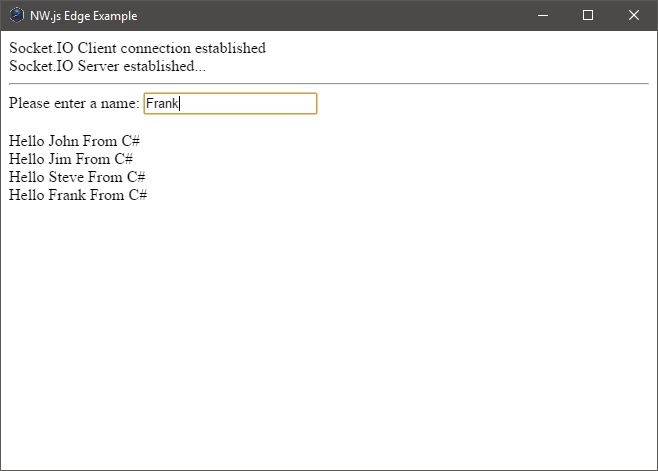 NW.js Edge Example
Socket.IO Client connection established
Socket.IO Server established...
Please enter a name: Frank
Hello John From C#
Hello Jim From C#
Hello Steve From C#
Hello Frank From C#